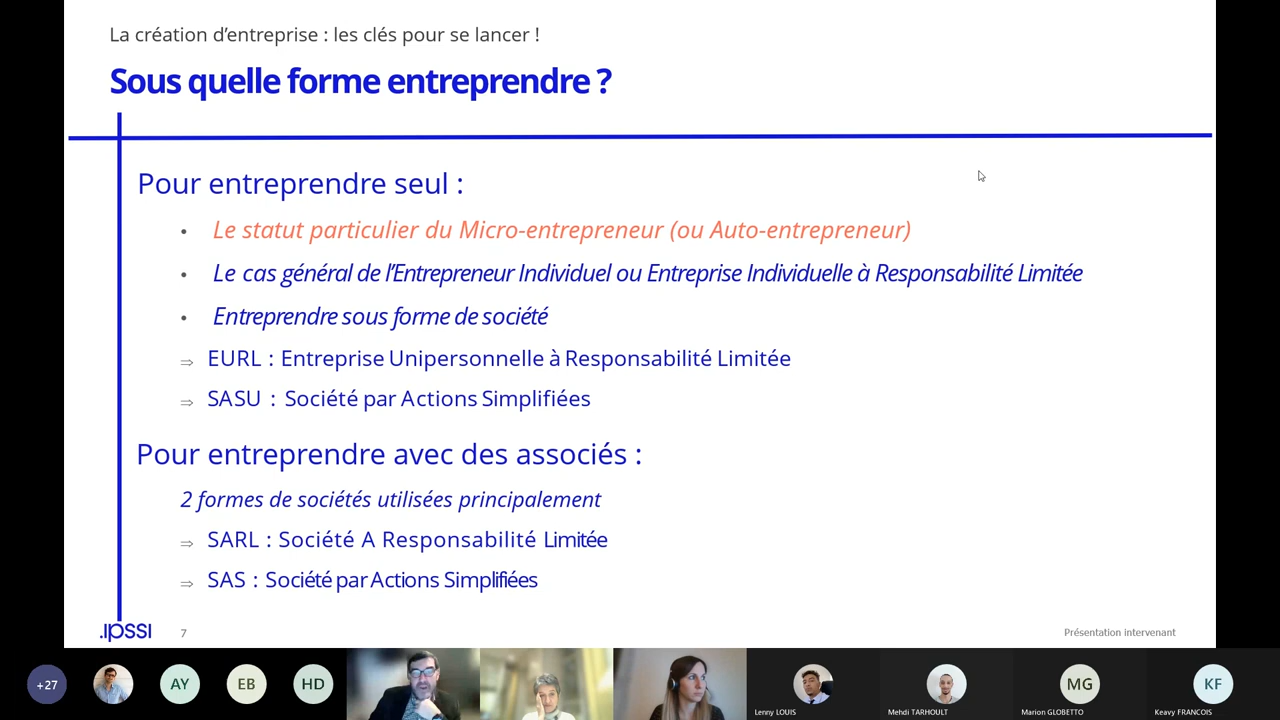 La création d’entreprise : les clés pour se lancer !
Sous quelle forme entreprendre ?
Pour entreprendre seul :
• Le statut particulier du Micro-entrepreneur (ou Auto-entrepreneur)
• Le cas général de l’Entrepreneur Individuel ou Entreprise Individuelle à Responsabilité Limitée
• Entreprendre sous forme de société
⇒ EURL : Entreprise Unipersonnelle à Responsabilité Limitée
⇒ SASU : Société par Actions Simplifiées
Pour entreprendre avec des associés :
2 formes de sociétés utilisées principalement
⇒ SARL : Société A Responsabilité Limitée
⇒ SAS : Société par Actions Simplifiées
.IPSSI
7
Présentation intervenant
+27
AY
EB
HD
MG
KF
Lenny LOUIS
Mehdi TARHOULT
Marion GLOBETTO
Keavy FRANCOIS